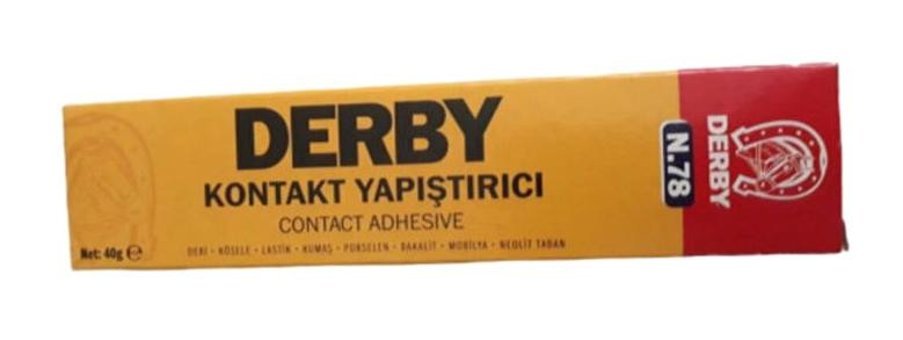 DERBY
KONTAKT YAPIŞTIRICI
CONTACT ADHESIVE
DERİ - KÖSELE - LASTİK - KUMAŞ - PORSELEN - BAKALİT - MOBİLYA - NEOLİT TABAN
Net: 40g ℮
N.78
DERBY